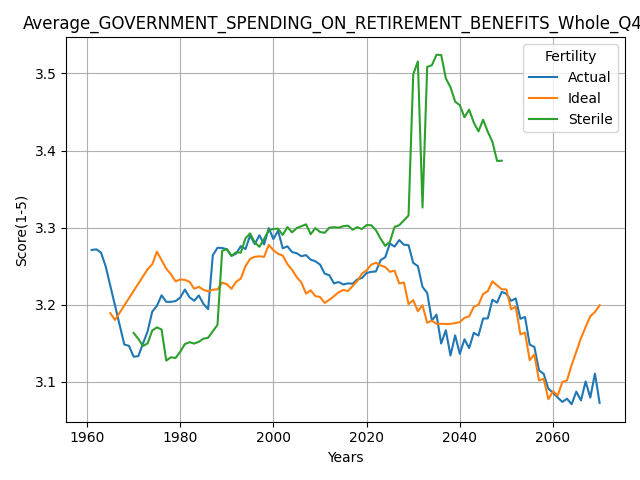 Average_GOVERNMENT_SPENDING_ON_RETIREMENT_BENEFITS_Whole_Q4
Fertility
Actual
Ideal
Sterile
Score(1-5)
3.5
3.4
3.3
3.2
3.1
1960 1980 2000 2020 2040 2060
Years